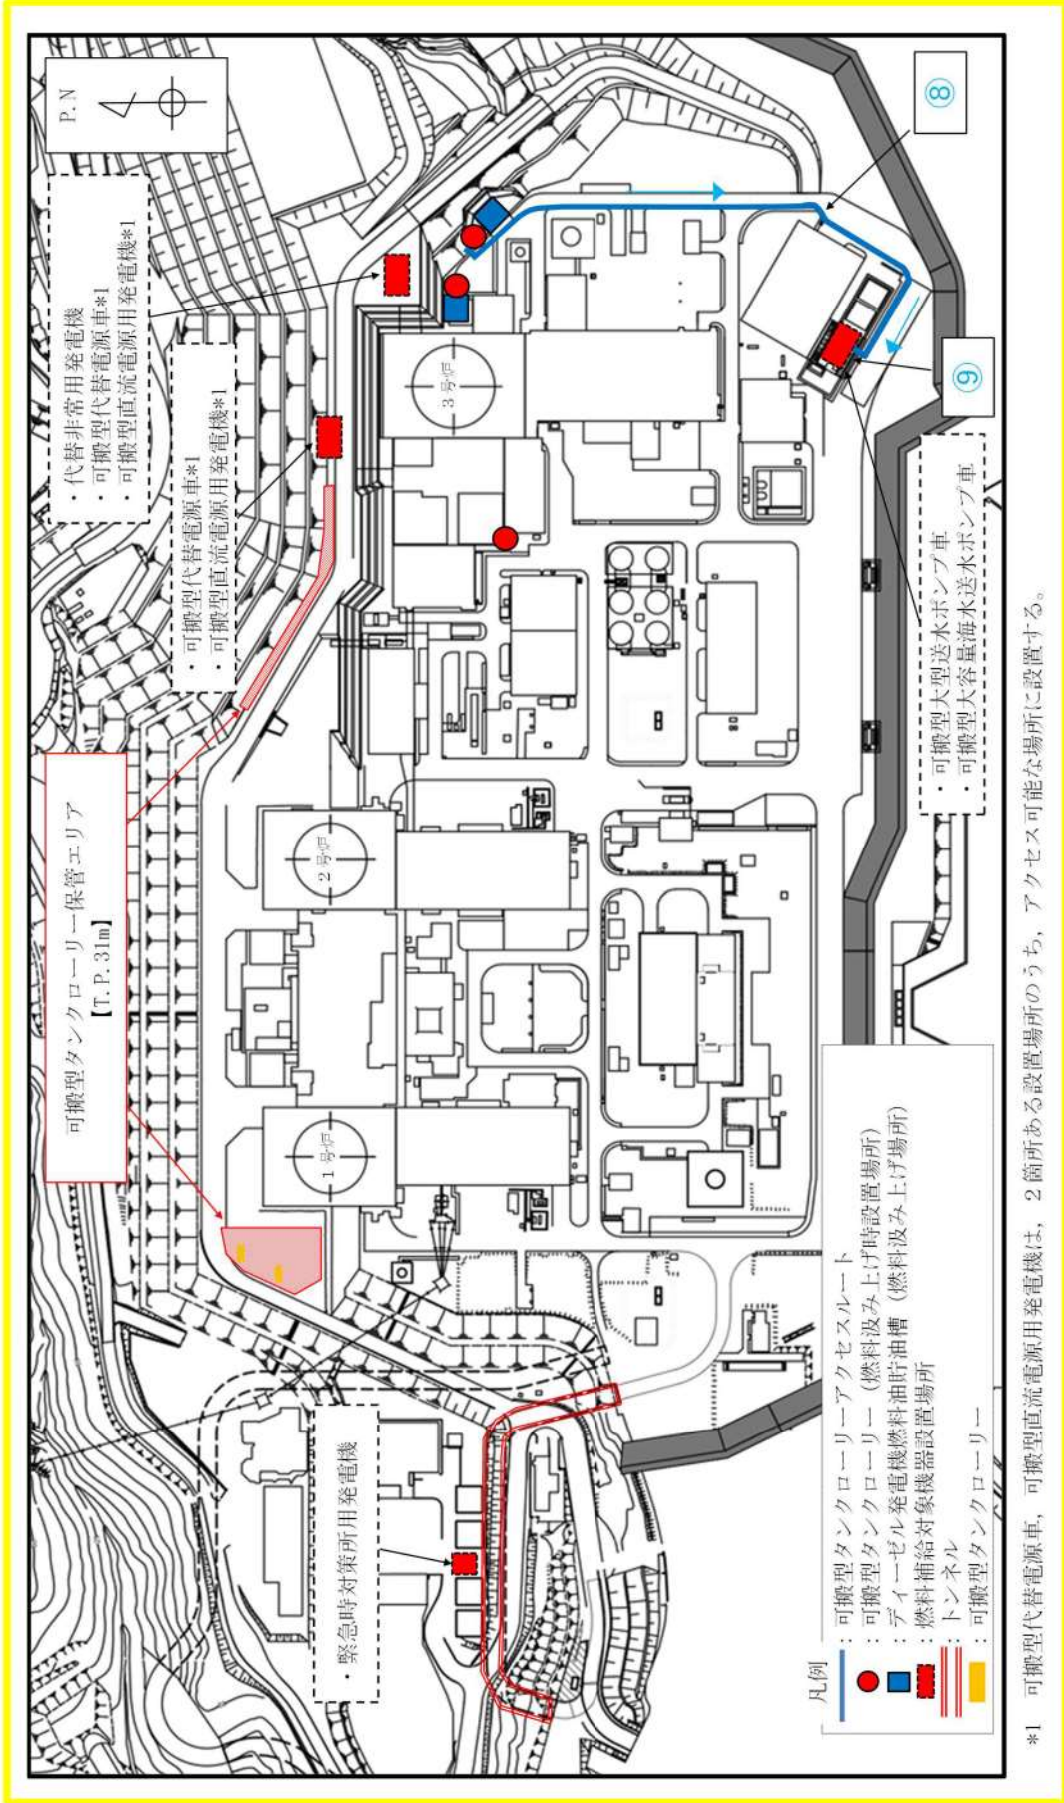 P.N
・代替非常用発電機
・可搬型代替電源車*1
・可搬型直流電源用発電機*1
・可搬型代替電源車*1
・可搬型直流電源用発電機*1
可搬型タンクローリー保管エリア
【T.P.31m】
・緊急時対策所用発電機
1号炉
2号炉
3号炉
⑧
⑨
・可搬型大型送水ポンプ車
・可搬型大容量海水送水ポンプ車
凡例
：可搬型タンクローリーアクセスルート
：可搬型タンクローリー（燃料汲み上げ時設置場所）
：ディーゼル発電機燃料油貯油槽（燃料汲み上げ場所）
：燃料補給対象機器設置場所
：トンネル
：可搬型タンクローリー
*1　可搬型代替電源車，可搬型直流電源用発電機は，2箇所ある設置場所のうち，アクセス可能な場所に設置する。